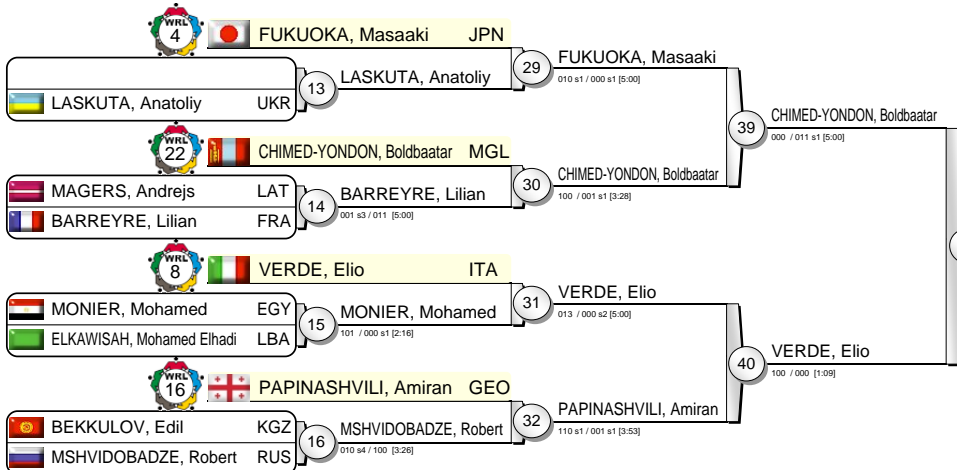 WRL
4
FUKUOKA, Masaaki JPN
29
FUKUOKA, Masaaki
010 s1 / 000 s1 [5:00]
13
LASKUTA, Anatoliy
LASKUTA, Anatoliy UKR
39
CHIMED-YONDON, Boldbaatar
000 / 011 s1 [5:00]
WRL
22
CHIMED-YONDON, Boldbaatar MGL
30
CHIMED-YONDON, Boldbaatar
100 / 001 s1 [3:28]
MAGERS, Andrejs LAT
14
BARREYRE, Lilian
001 s3 / 011 [5:00]
BARREYRE, Lilian FRA
WRL
8
VERDE, Elio ITA
31
VERDE, Elio
013 / 000 s2 [5:00]
MONIER, Mohamed EGY
15
MONIER, Mohamed
101 / 000 s1 [2:16]
ELKAWISAH, Mohamed Elhadi LBA
40
VERDE, Elio
100 / 000 [1:09]
WRL
16
PAPINASHVILI, Amiran GEO
32
PAPINASHVILI, Amiran
110 s1 / 001 s1 [3:53]
BEKKULOV, Edil KGZ
16
MSHVIDOBADZE, Robert
010 s4 / 100 [3:26]
MSHVIDOBADZE, Robert RUS